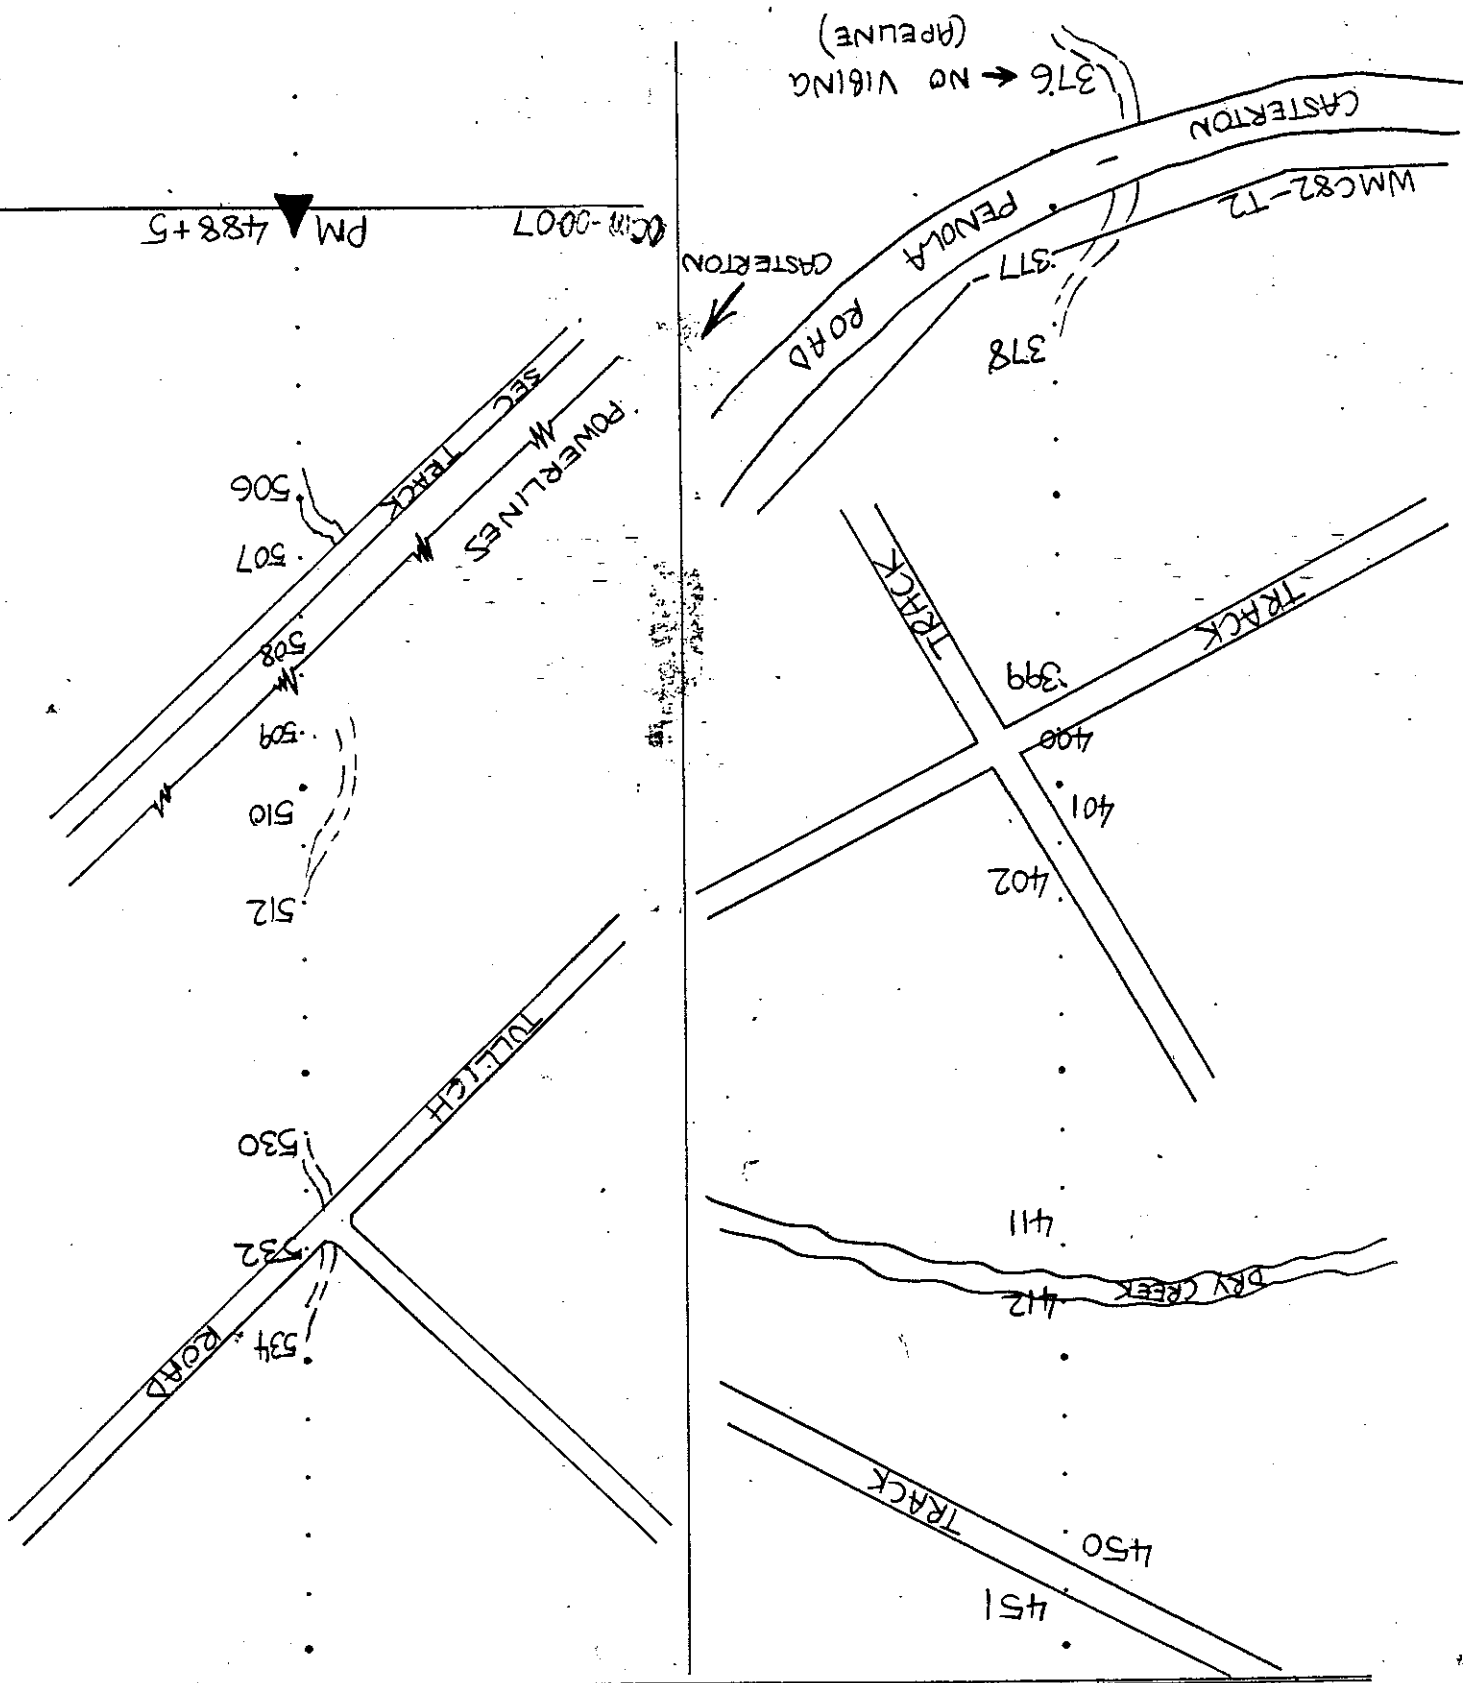 451
450
TRACK
412
DRY CREEK
411
402
401
400
399
TRACK
TRACK
378
377
WMC82-T2
CASTERTON - PENOLA ROAD
CASTERTON
376 ← NO VIBING
(PIPELINE)
534
ROAD
532
530
TULLICH
512
510
509
508
507
506
POWERLINES
SEC TRACK
PM 488+5